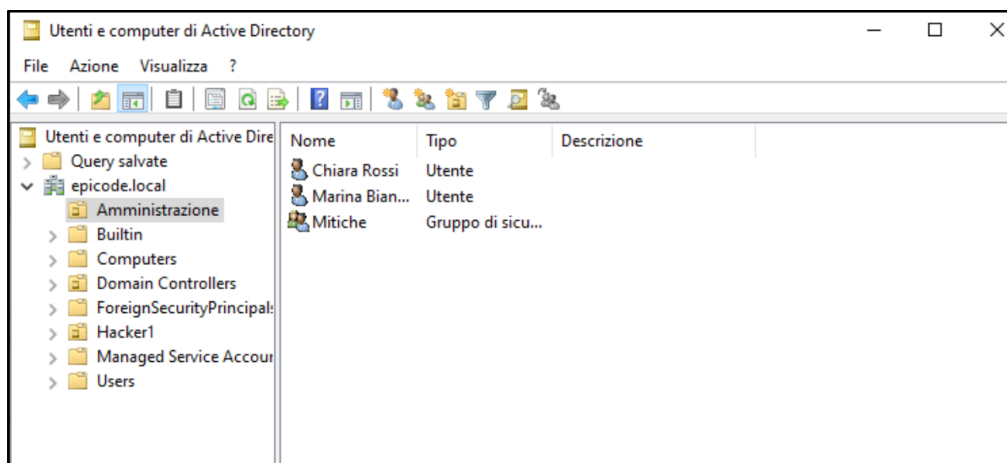 Utenti e computer di Active Directory
File Azione Visualizza ?
Utenti e computer di Active Dire
Query salvate
epicode.local
Amministrazione
Builtin
Computers
Domain Controllers
ForeignSecurityPrincipals
Hacker1
Managed Service Accour
Users
Nome Tipo Descrizione
Chiara Rossi Utente
Marina Bian... Utente
Mitiche Gruppo di sicu...